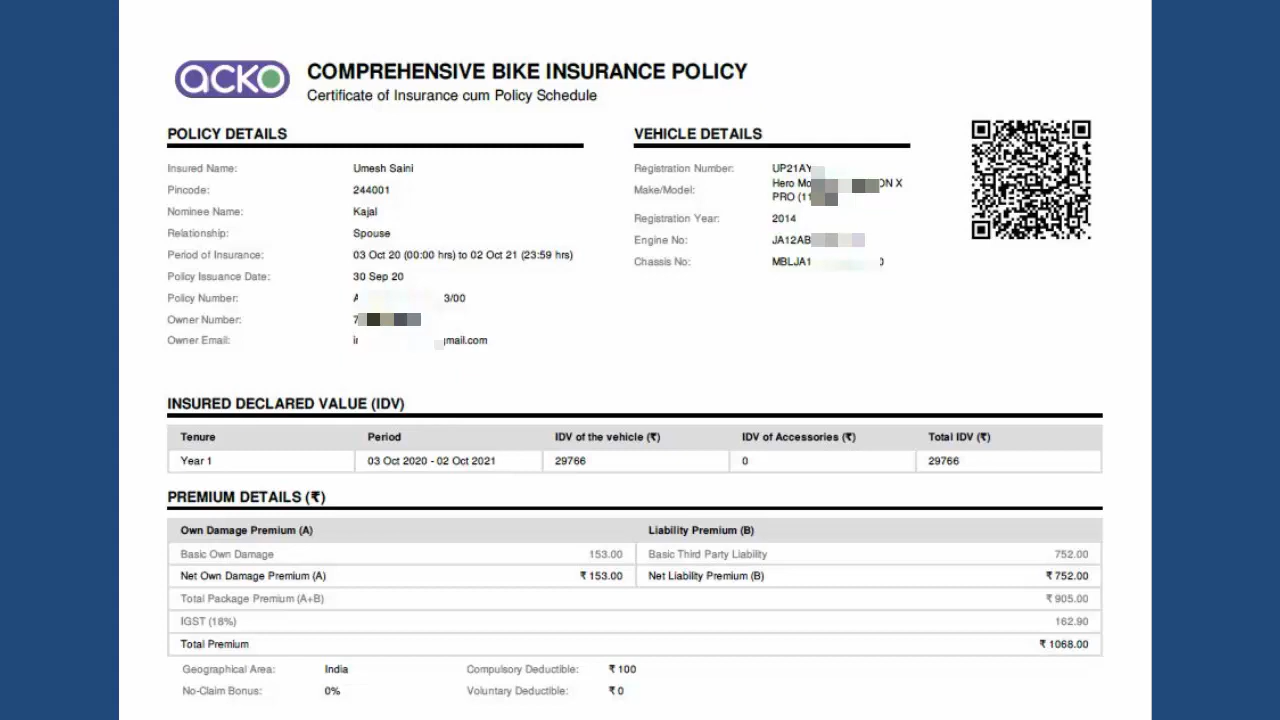 acko
COMPREHENSIVE BIKE INSURANCE POLICY
Certificate of Insurance cum Policy Schedule
POLICY DETAILS
Insured Name: Umesh Saini
Pincode: 244001
Nominee Name: Kajal
Relationship: Spouse
Period of Insurance: 03 Oct 20 (00:00 hrs) to 02 Oct 21 (23:59 hrs)
Policy Issuance Date: 30 Sep 20
Policy Number: A 3/00
Owner Number: 7
Owner Email: mail.com
VEHICLE DETAILS
Registration Number: UP21AY
Make/Model: Hero Mo ON X
PRO (11
Registration Year: 2014
Engine No: JA12AB
Chassis No: MBLJA1
INSURED DECLARED VALUE (IDV)
Tenure Period IDV of the vehicle (₹) IDV of Accessories (₹) Total IDV (₹)
Year 1 03 Oct 2020 - 02 Oct 2021 29766 0 29766
PREMIUM DETAILS (₹)
Own Damage Premium (A) Liability Premium (B)
Basic Own Damage 153.00 Basic Third Party Liability 752.00
Net Own Damage Premium (A) ₹ 153.00 Net Liability Premium (B) ₹ 752.00
Total Package Premium (A+B) ₹ 905.00
IGST (18%) 162.90
Total Premium ₹ 1068.00
Geographical Area: India Compulsory Deductible: ₹ 100
No-Claim Bonus: 0% Voluntary Deductible: ₹ 0